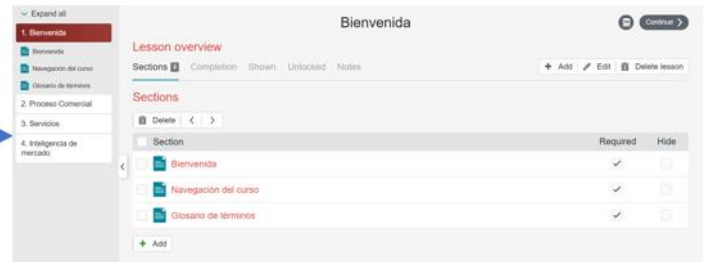 Expand all
1. Bienvenida
Bienvenida
Navegación del curso
Glosario de términos
2. Proceso Comercial
3. Servicios
4. Inteligencia de
mercado
Bienvenida
Continue
Lesson overview
Sections 3 Completion Shown Unlocked Notes
Add Edit Delete lesson
Sections
Delete
Section Required Hide
Bienvenida
Navegación del curso
Glosario de términos
Add